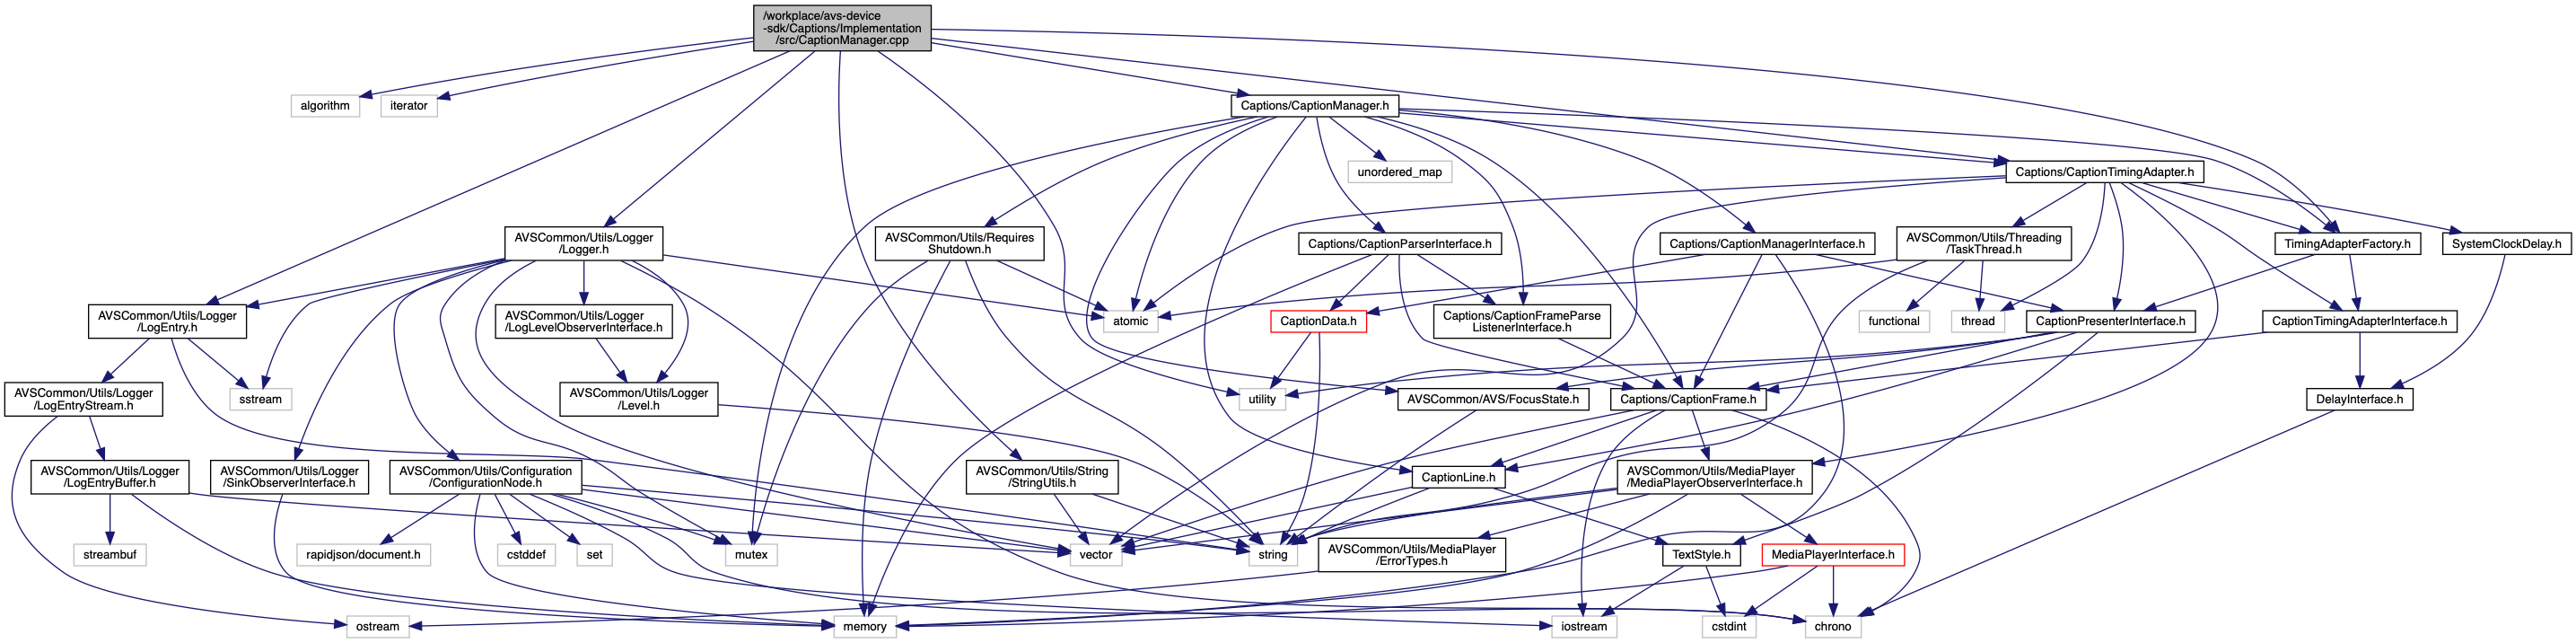 /workplace/avs-device
-sdk/Captions/Implementation
/src/CaptionManager.cpp
algorithm
iterator
Captions/CaptionManager.h
unordered_map
Captions/CaptionTimingAdapter.h
AVSCommon/Utils/Logger
/Logger.h
AVSCommon/Utils/Requires
Shutdown.h
Captions/CaptionParserInterface.h
Captions/CaptionManagerInterface.h
AVSCommon/Utils/Threading
/TaskThread.h
TimingAdapterFactory.h
SystemClockDelay.h
AVSCommon/Utils/Logger
/LogEntry.h
AVSCommon/Utils/Logger
/LogLevelObserverInterface.h
atomic
CaptionData.h
Captions/CaptionFrameParse
ListenerInterface.h
functional
thread
CaptionPresenterInterface.h
CaptionTimingAdapterInterface.h
AVSCommon/Utils/Logger
/LogEntryStream.h
sstream
AVSCommon/Utils/Logger
/Level.h
utility
AVSCommon/AVS/FocusState.h
Captions/CaptionFrame.h
DelayInterface.h
AVSCommon/Utils/Logger
/LogEntryBuffer.h
AVSCommon/Utils/Logger
/SinkObserverInterface.h
AVSCommon/Utils/Configuration
/ConfigurationNode.h
AVSCommon/Utils/String
/StringUtils.h
CaptionLine.h
AVSCommon/Utils/MediaPlayer
/MediaPlayerObserverInterface.h
streambuf
rapidjson/document.h
cstddef
set
mutex
vector
string
AVSCommon/Utils/MediaPlayer
/ErrorTypes.h
TextStyle.h
MediaPlayerInterface.h
ostream
memory
iostream
cstdint
chrono